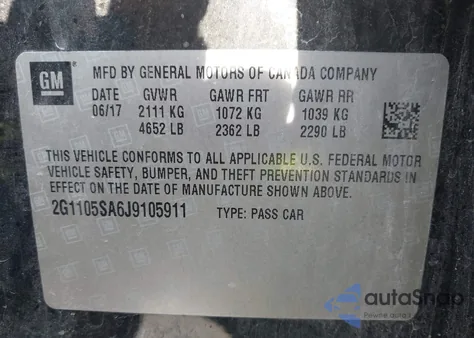 GM
MFD BY GENERAL MOTORS OF CANADA COMPANY
DATE GVWR GAWR FRT GAWR RR
06/17 2111 KG 1072 KG 1039 KG
4652 LB 2362 LB 2290 LB
THIS VEHICLE CONFORMS TO ALL APPLICABLE U.S. FEDERAL MOTOR
VEHICLE SAFETY, BUMPER, AND THEFT PREVENTION STANDARDS IN
EFFECT ON THE DATE OF MANUFACTURE SHOWN ABOVE.
2G1105SA6J9105911 TYPE: PASS CAR
autoSnap